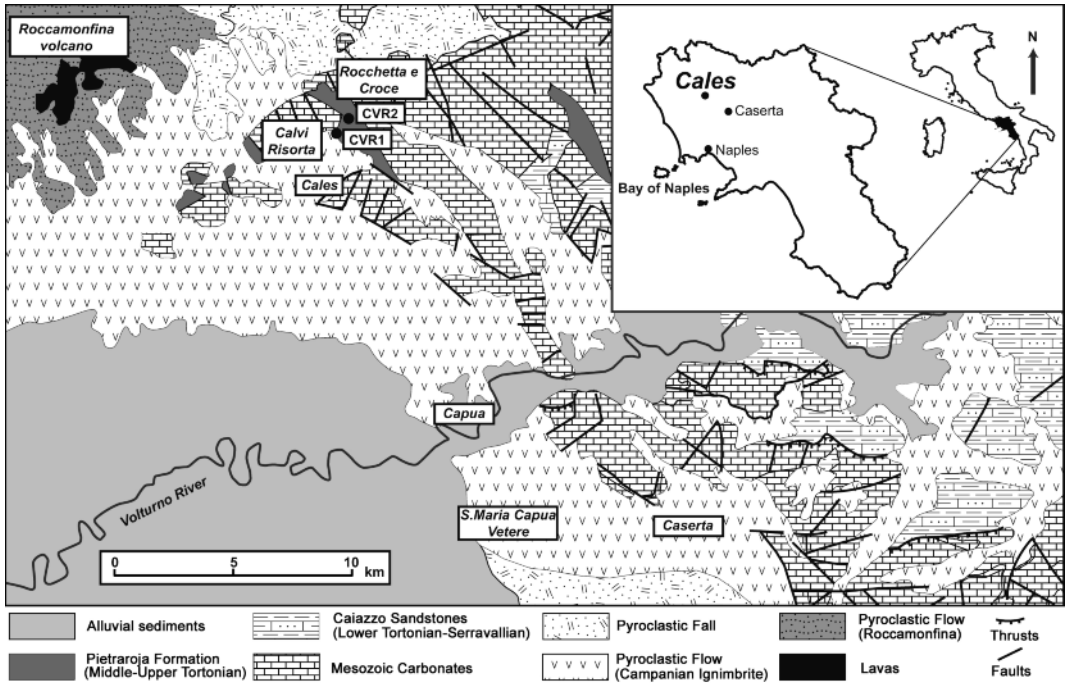 Roccamonfina
volcano
Rocchetta e
Croce
CVR2
Calvi
Risorta
CVR1
Cales
Capua
Volturno River
S.Maria Capua
Vetere
Caserta
0 5 10
km
N
Cales
Caserta
Naples
Bay of Naples
Alluvial sediments
Caiazzo Sandstones
(Lower Tortonian-Serravallian)
Pyroclastic Fall
Pyroclastic Flow
(Roccamonfina)
Thrusts
Pietraroja Formation
(Middle-Upper Tortonian)
Mesozoic Carbonates
Pyroclastic Flow
(Campanian Ignimbrite)
Lavas
Faults